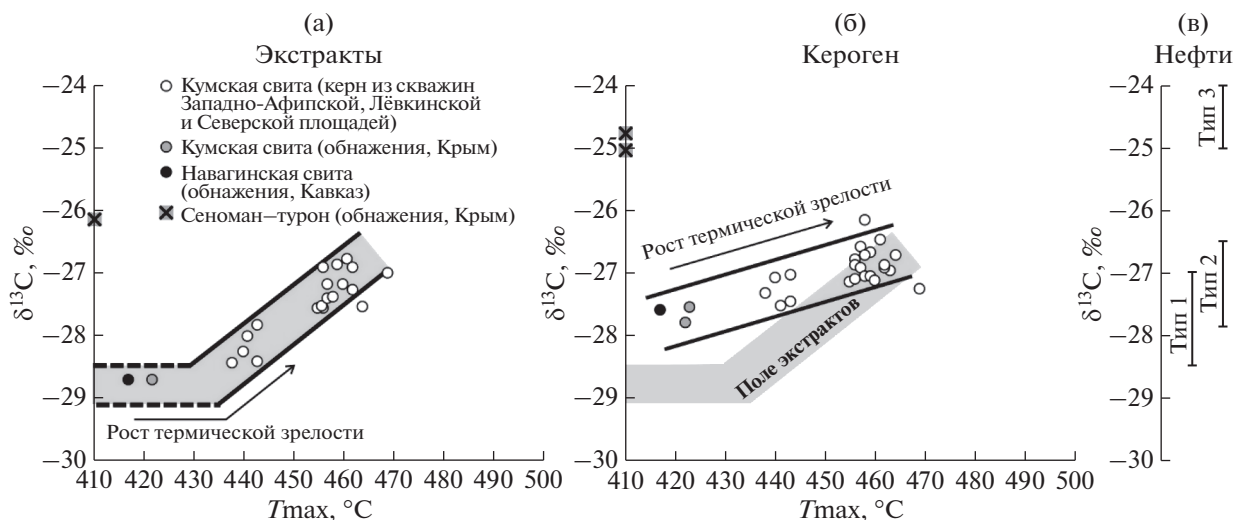 (а)
Экстракты
δ¹³C, ‰
−24
−25
−26
−27
−28
−29
−30
Кумская свита (керн из скважин
Западно-Афипской, Лёвкинской
и Северской площадей)
Кумская свита (обнажения, Крым)
Навагинская свита
(обнажения, Кавказ)
Сеноман−турон (обнажения, Крым)
Рост термической зрелости
410 420 430 440 450 460 470 480 490 500
Tmax, °C
(б)
Кероген
δ¹³C, ‰
−24
−25
−26
−27
−28
−29
−30
Рост термической зрелости
Поле экстрактов
410 420 430 440 450 460 470 480 490 500
Tmax, °C
(в)
Нефти
δ¹³C, ‰
−24
−25
−26
−27
−28
−29
−30
Тип 1
Тип 2
Тип 3